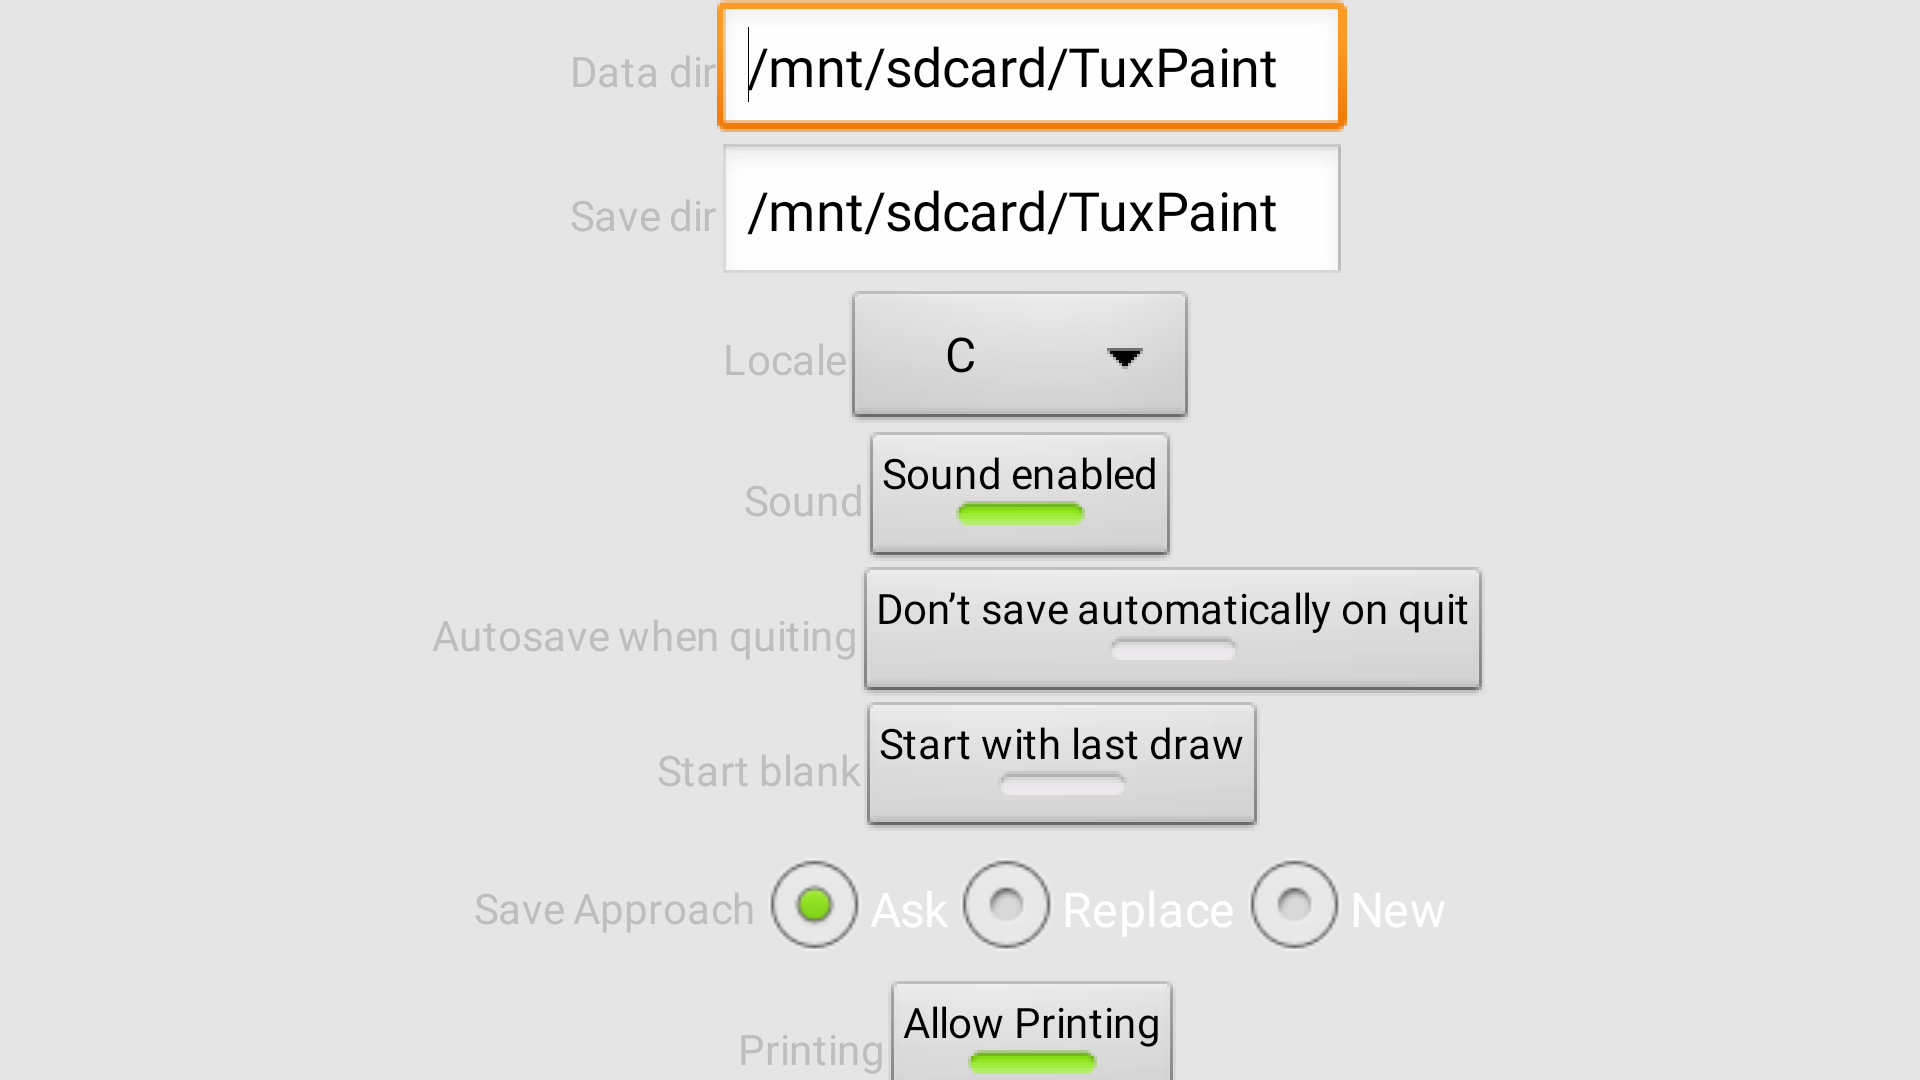 Data dir /mnt/sdcard/TuxPaint
Save dir /mnt/sdcard/TuxPaint
Locale C
Sound Sound enabled
Autosave when quiting Don’t save automatically on quit
Start blank Start with last draw
Save Approach Ask Replace New
Printing Allow Printing